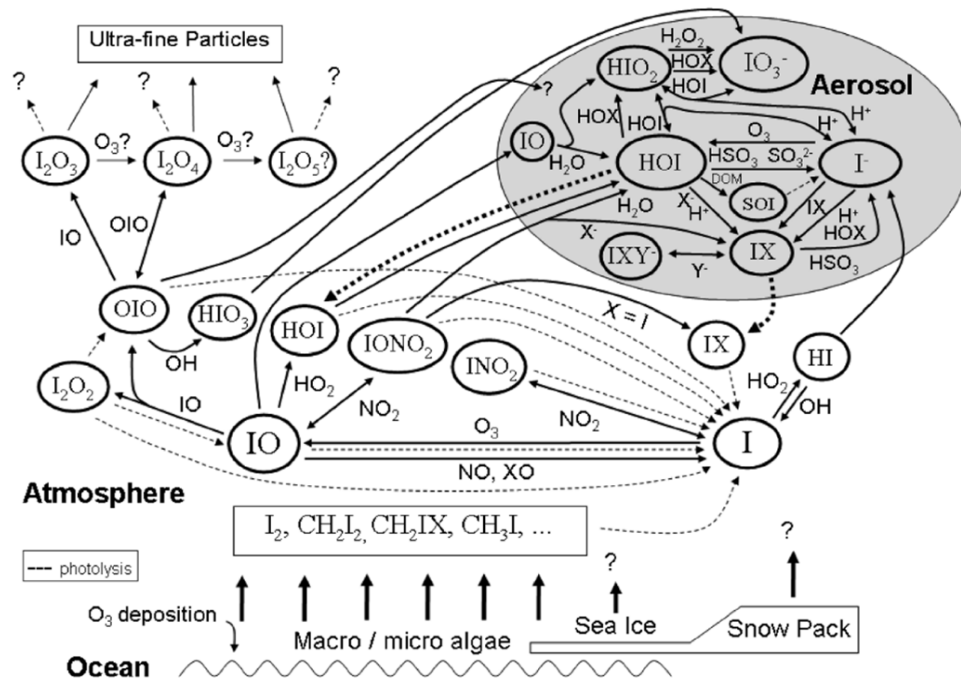 Ultra-fine Particles
?
?
?
?
I₂O₃
O₃?
I₂O₄
O₃?
I₂O₅?
IO
OIO
HIO₂
H₂O₂
HOX
HOI
IO₃⁻
Aerosol
IO
H₂O
HOX
HOI
H⁺
H⁺
HOI
O₃
HSO₃ SO₃²⁻
I⁻
DOM
SOI
X⁻
H⁺
IX
H⁺
HOX
H₂O
X⁻
IXY⁻
Y⁻
IX
HSO₃
OIO
OH
HIO₃
HOI
IONO₂
INO₂
X = I
IX
HI
I₂O₂
IO
HO₂
NO₂
NO₂
HO₂
OH
IO
O₃
NO, XO
I
Atmosphere
I₂, CH₂I₂, CH₂IX, CH₃I, ...
--- photolysis
?
?
O₃ deposition
Macro / micro algae
Sea Ice
Snow Pack
Ocean